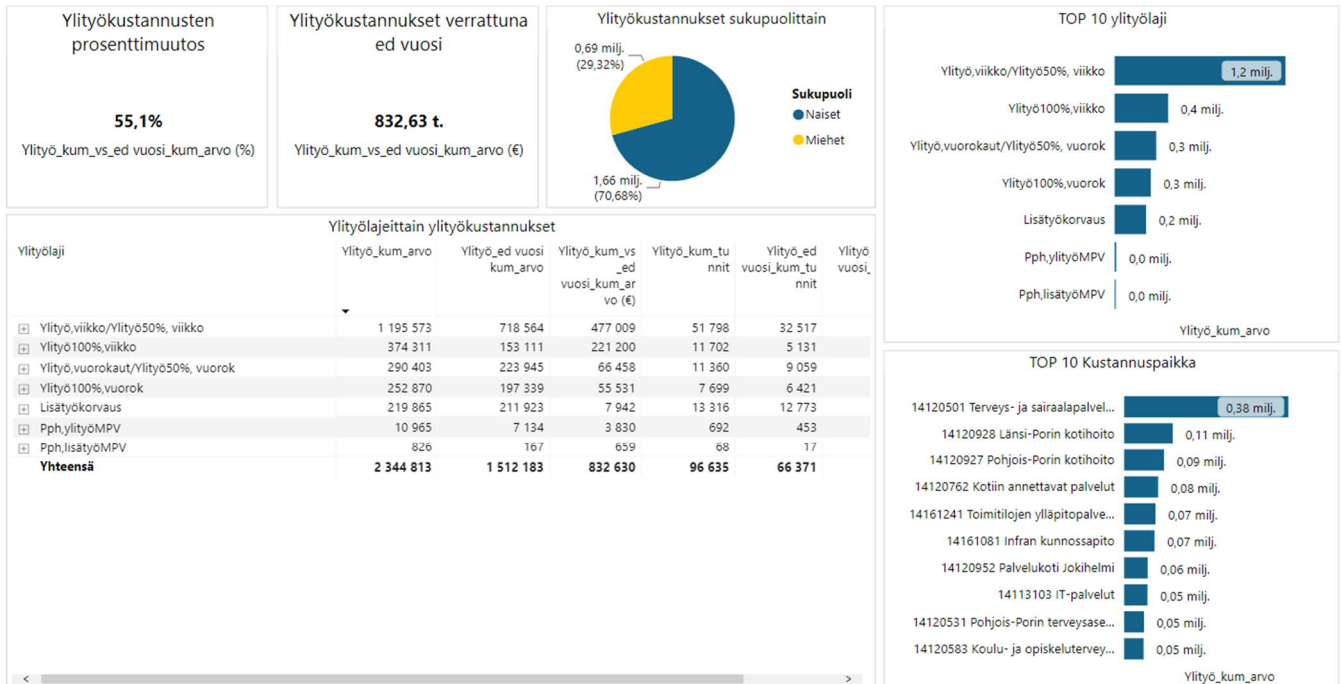 Ylityökustannusten
prosenttimuutos
55,1%
Ylityö_kum_vs_ed vuosi_kum_arvo (%)
Ylityökustannukset verrattuna
ed vuosi
832,63 t.
Ylityö_kum_vs_ed vuosi_kum_arvo (€)
Ylityökustannukset sukupuolittain
0,69 milj.
(29,32%)
1,66 milj.
(70,68%)
Sukupuoli
Naiset
Miehet
TOP 10 ylityölaji
Ylityö,viikko/Ylityö50%, viikko 1,2 milj.
Ylityö100%,viikko 0,4 milj.
Ylityö,vuorokaut/Ylityö50%, vuorok 0,3 milj.
Ylityö100%,vuorok 0,3 milj.
Lisätyökorvaus 0,2 milj.
Pph,ylityöMPV 0,0 milj.
Pph,lisätyöMPV 0,0 milj.
Ylityö_kum_arvo
Ylityölajeittain ylityökustannukset
Ylityölaji Ylityö_kum_arvo Ylityö_ed vuosi Ylityö_kum_vs Ylityö_kum_tu Ylityö_ed Ylityö_
kum_arvo _ed nnit vuosi_kum_tu vuosi_
vuosi_kum_ar nnit
vo (€)
Ylityö,viikko/Ylityö50%, viikko 1 195 573 718 564 477 009 51 798 32 517
Ylityö100%,viikko 374 311 153 111 221 200 11 702 5 131
Ylityö,vuorokaut/Ylityö50%, vuorok 290 403 223 945 66 458 11 360 9 059
Ylityö100%,vuorok 252 870 197 339 55 531 7 699 6 421
Lisätyökorvaus 219 865 211 923 7 942 13 316 12 773
Pph,ylityöMPV 10 965 7 134 3 830 692 453
Pph,lisätyöMPV 826 167 659 68 17
Yhteensä 2 344 813 1 512 183 832 630 96 635 66 371
TOP 10 Kustannuspaikka
14120501 Terveys- ja sairaalapalvel... 0,38 milj.
14120928 Länsi-Porin kotihoito 0,11 milj.
14120927 Pohjois-Porin kotihoito 0,09 milj.
14120762 Kotiin annettavat palvelut 0,08 milj.
14161241 Toimitilojen ylläpitopalve... 0,07 milj.
14161081 Infran kunnossapito 0,07 milj.
14120952 Palvelukoti Jokihelmi 0,06 milj.
14113103 IT-palvelut 0,05 milj.
14120531 Pohjois-Porin terveysase... 0,05 milj.
14120583 Koulu- ja opiskelutervey... 0,05 milj.
Ylityö_kum_arvo